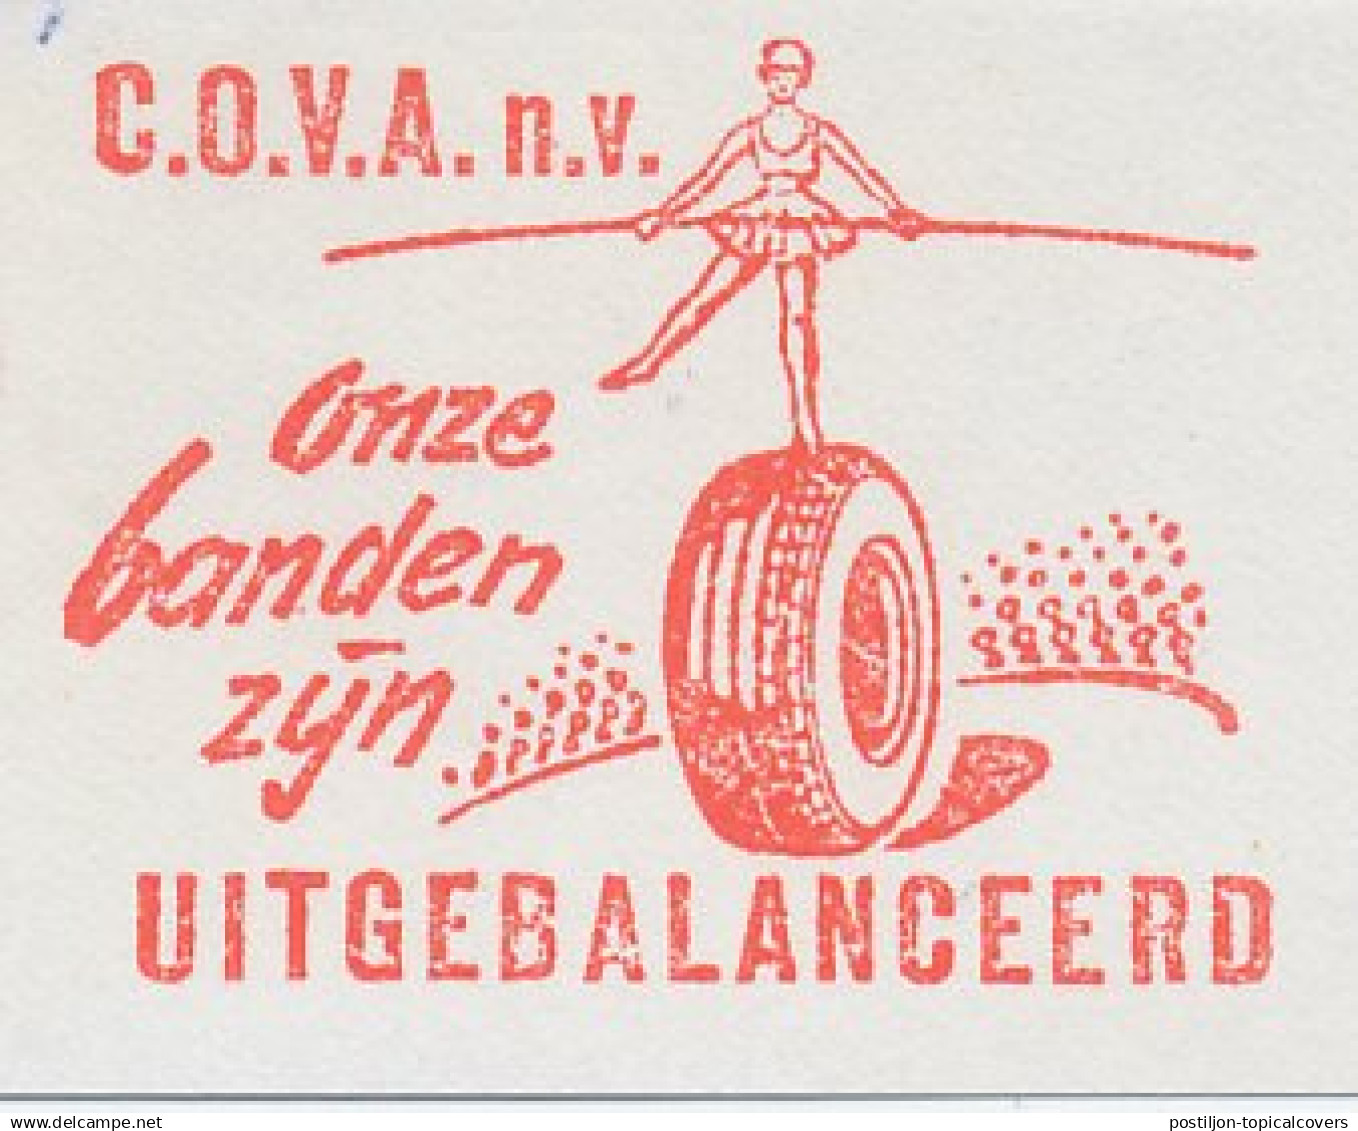 C.O.V.A. n.v.
onze
banden
zijn
UITGEBALANCEERD
www.delcampe.net
postiljon-topicalcovers